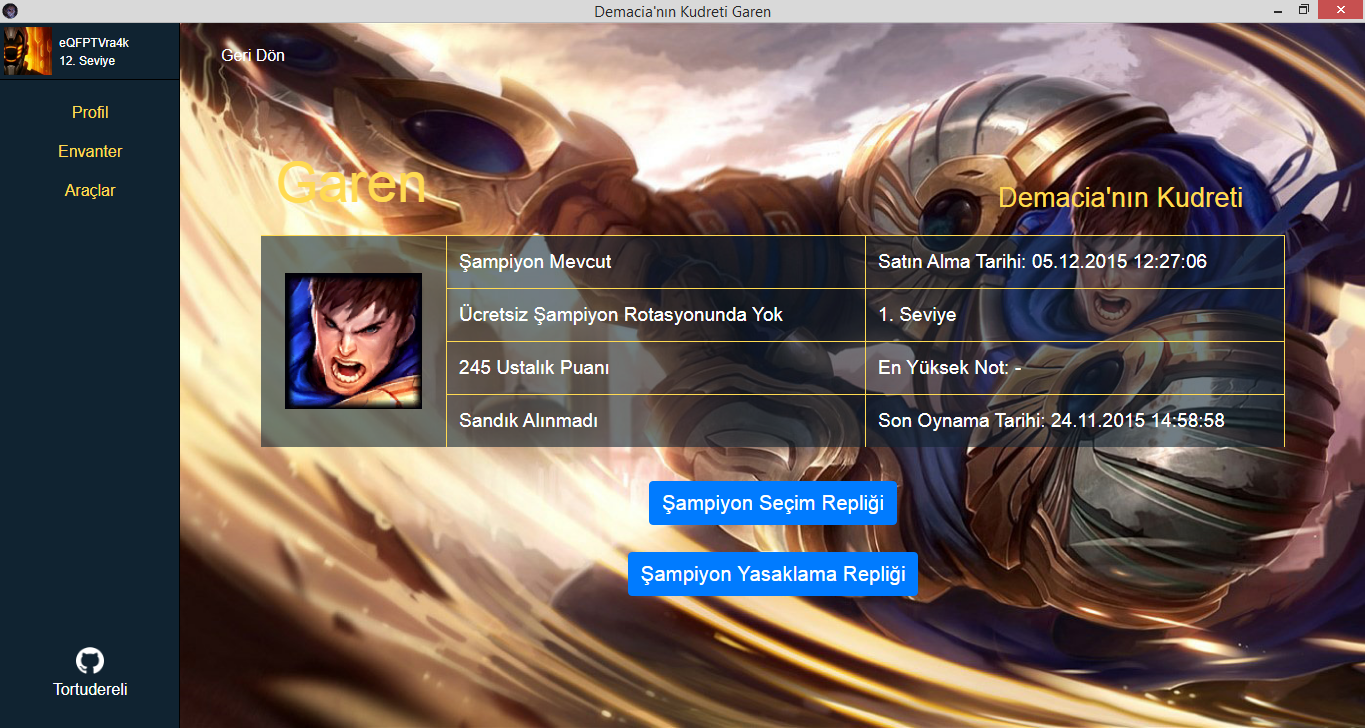 Demacia'nın Kudreti Garen
eQFPTVra4k
12. Seviye
Profil
Envanter
Araçlar
Tortudereli
Geri Dön
Garen
Demacia'nın Kudreti
Şampiyon Mevcut
Satın Alma Tarihi: 05.12.2015 12:27:06
Ücretsiz Şampiyon Rotasyonunda Yok
1. Seviye
245 Ustalık Puanı
En Yüksek Not: -
Sandık Alınmadı
Son Oynama Tarihi: 24.11.2015 14:58:58
Şampiyon Seçim Repliği
Şampiyon Yasaklama Repliği